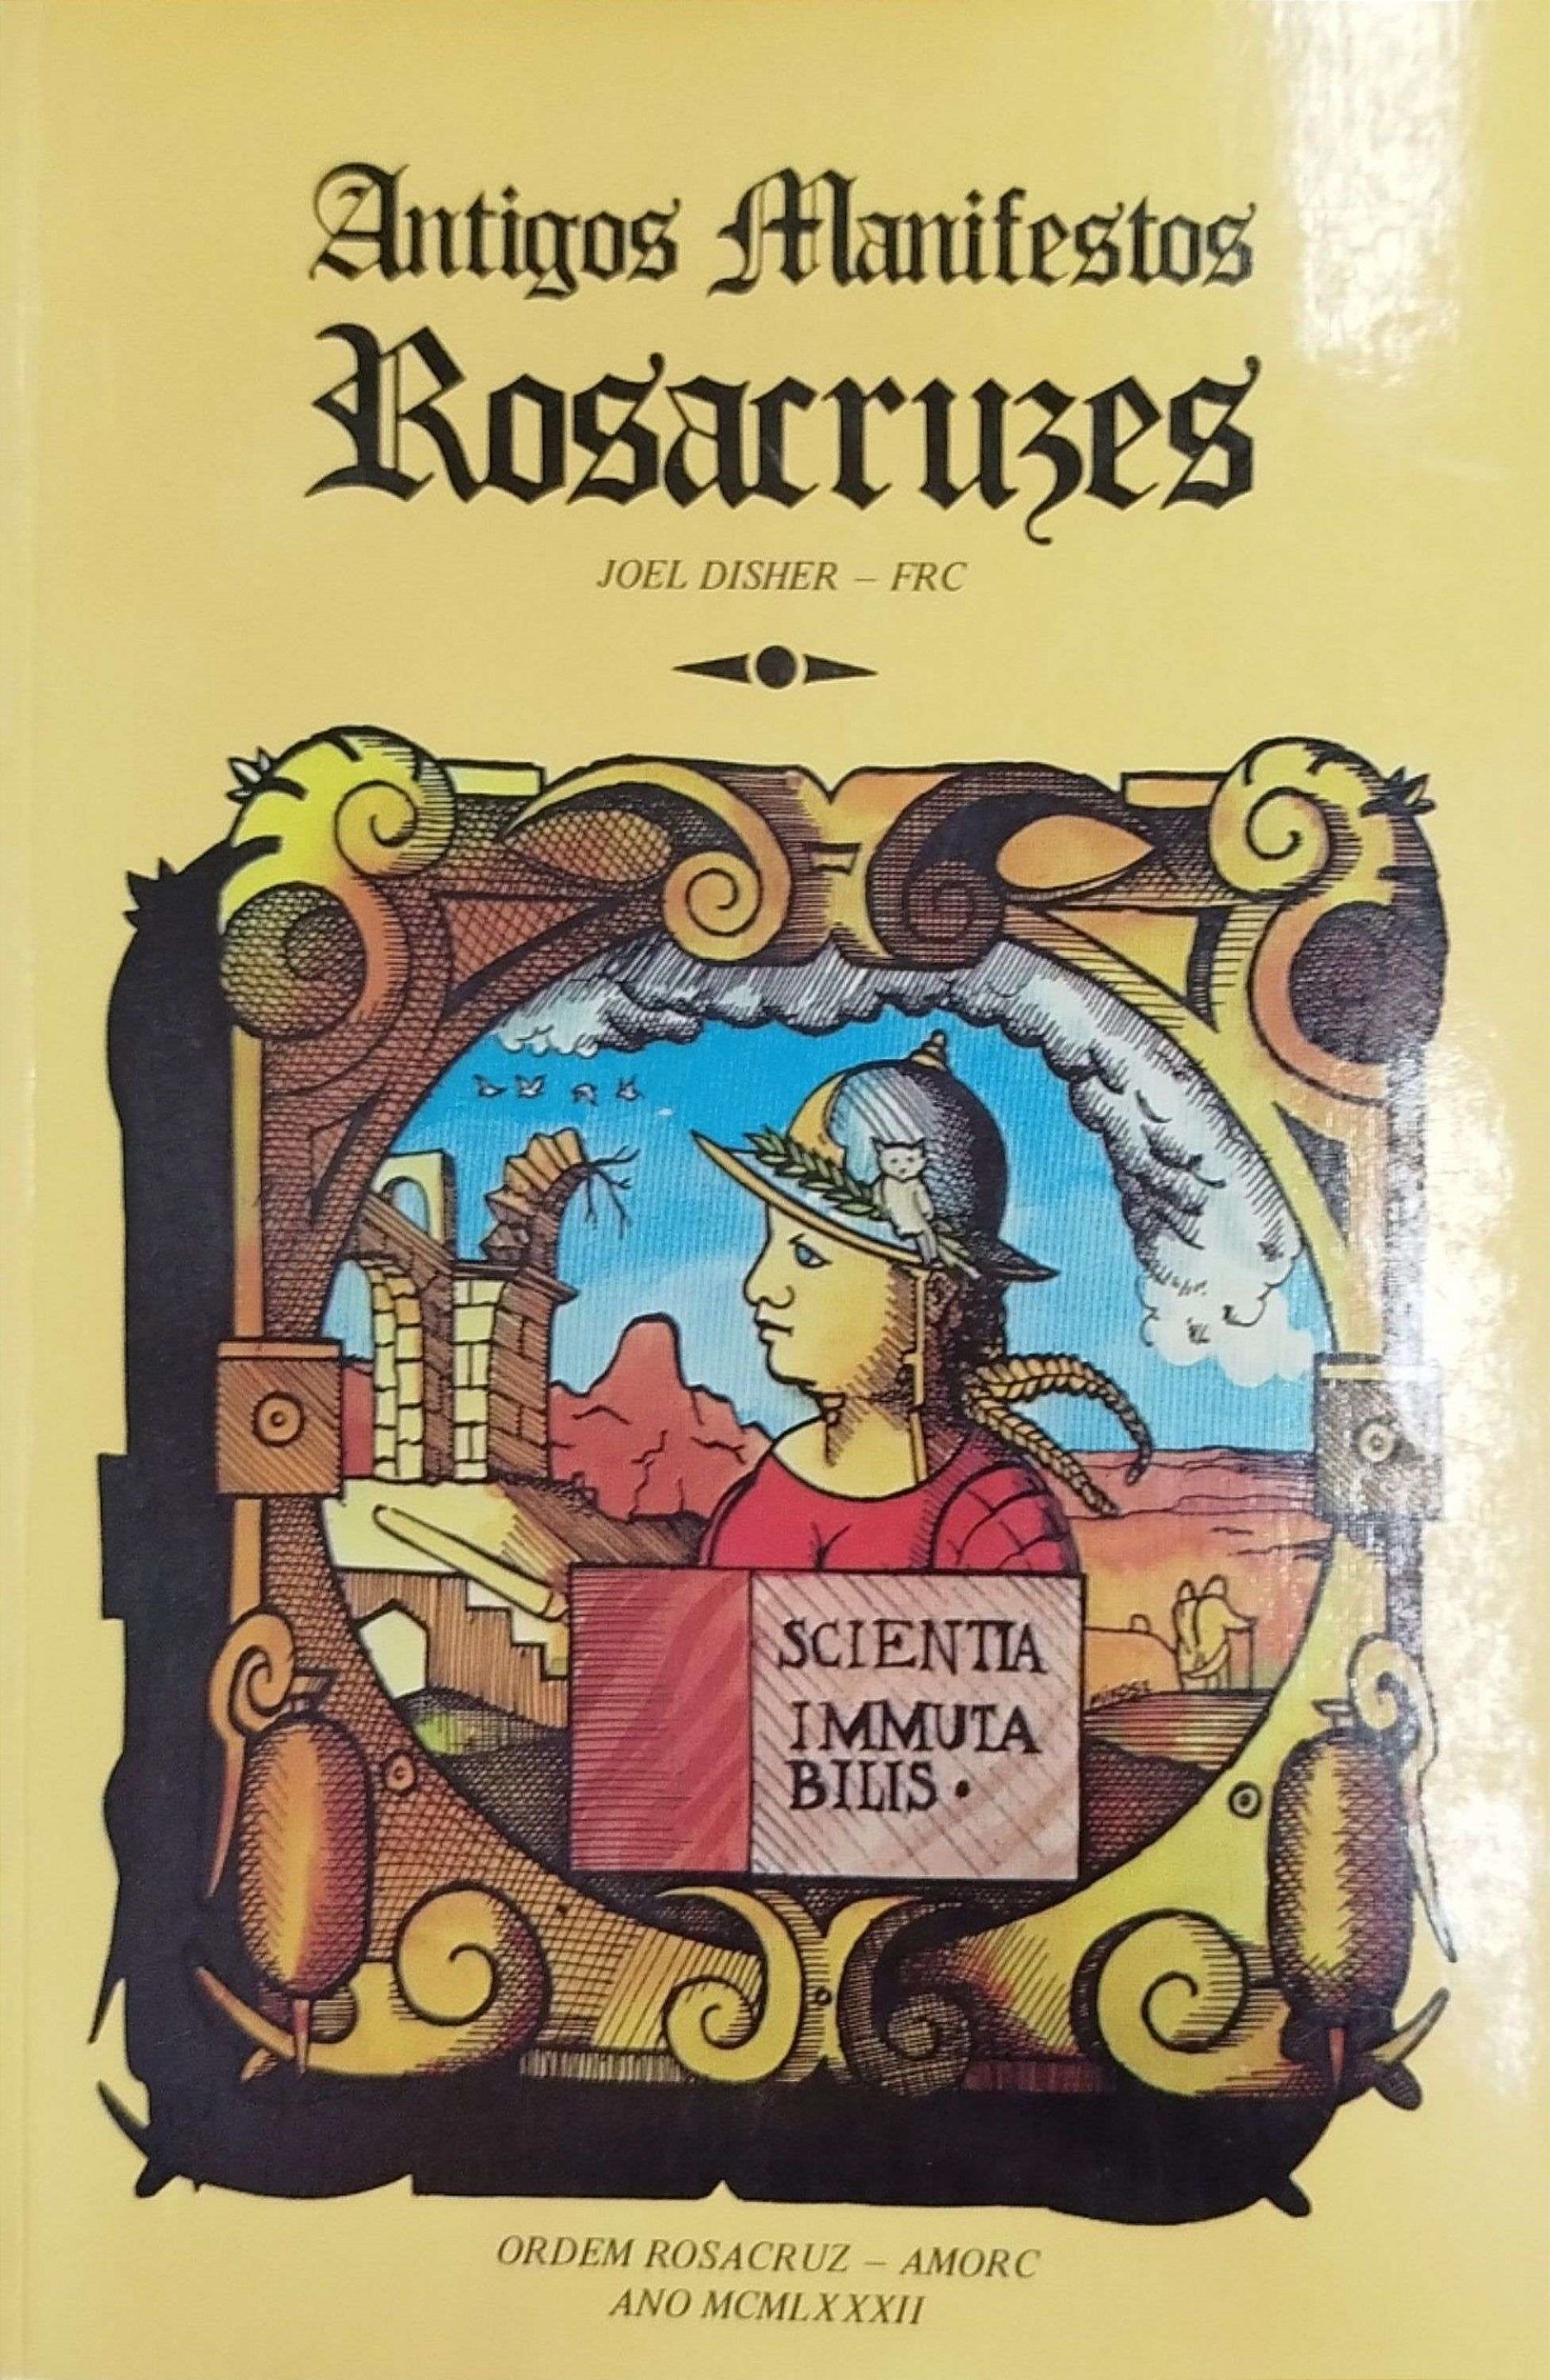 Antigos Manifestos
Rosacruzes
JOEL DISHER – FRC
SCIENTIA
IMMUTA
BILIS •
ORDEM ROSACRUZ – AMORC
ANO MCMLXXXII